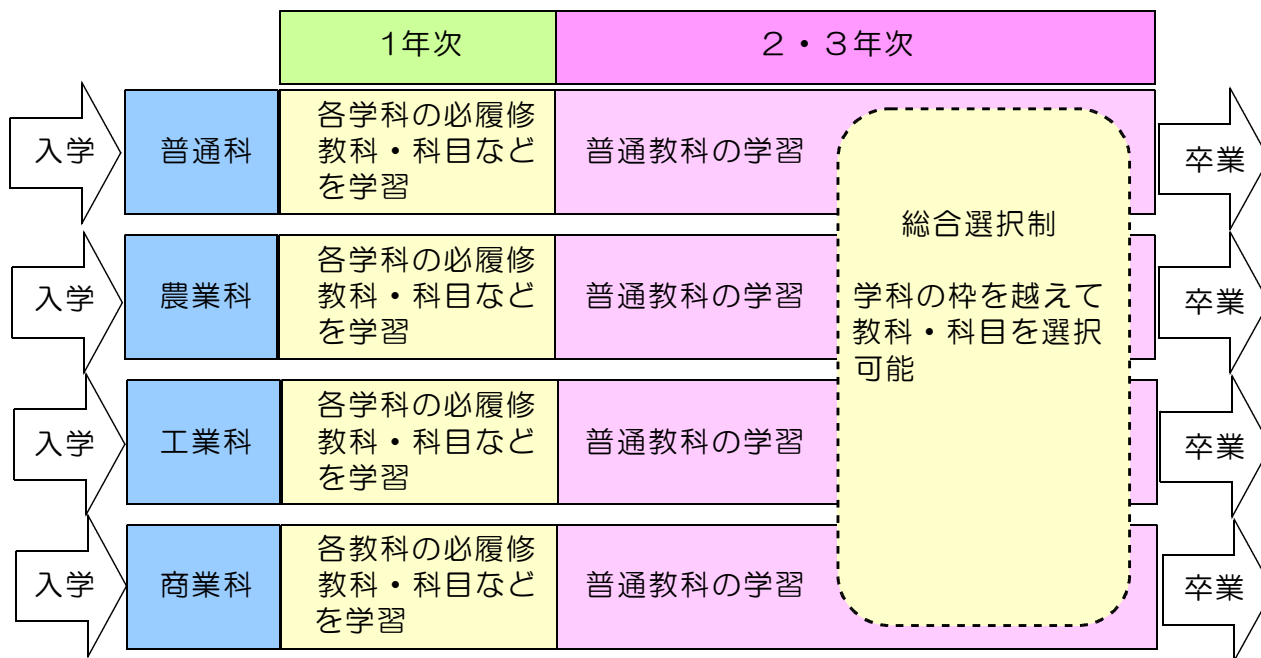 1年次
２・３年次
入学
普通科
各学科の必履修
教科・科目など
を学習
普通教科の学習
卒業
総合選択制
学科の枠を越えて
教科・科目を選択
可能
入学
農業科
各学科の必履修
教科・科目など
を学習
普通教科の学習
卒業
入学
工業科
各学科の必履修
教科・科目など
を学習
普通教科の学習
卒業
入学
商業科
各教科の必履修
教科・科目など
を学習
普通教科の学習
卒業